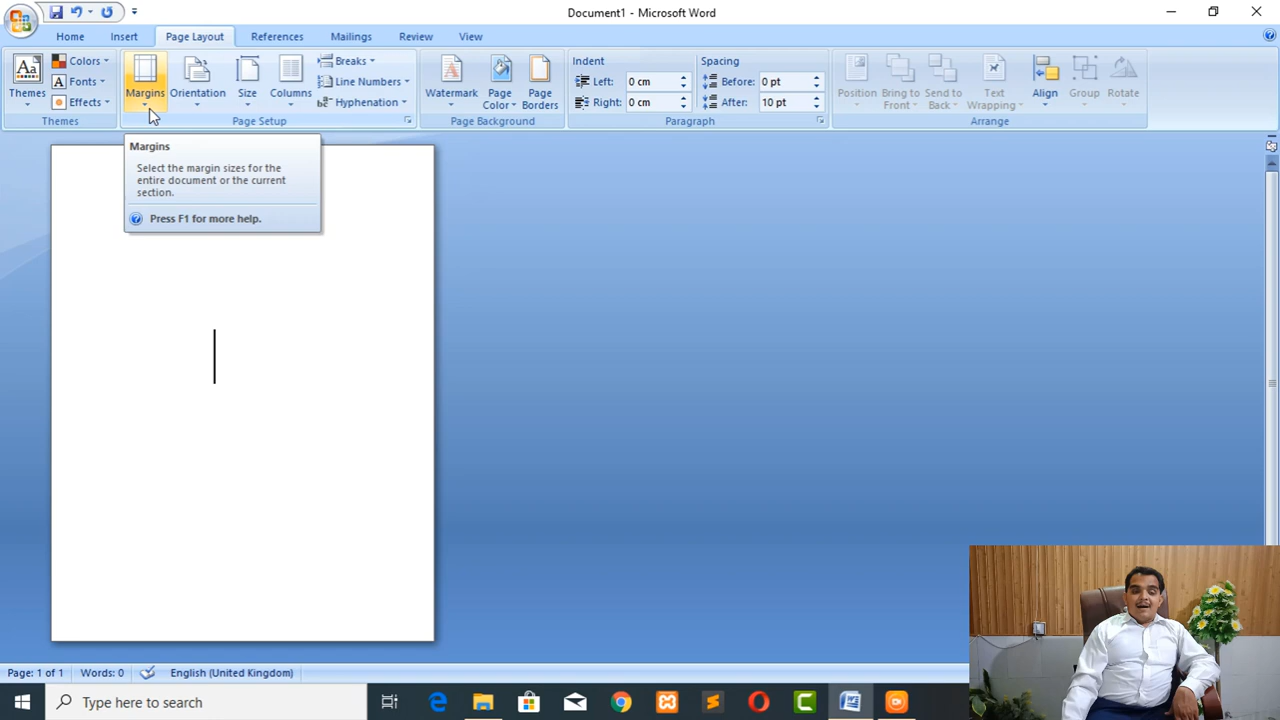 Document1 - Microsoft Word
Home Insert Page Layout References Mailings Review View
Themes
Colors
Fonts
Effects
Themes
Margins
Orientation
Size
Columns
Breaks
Line Numbers
Hyphenation
Page Setup
Watermark
Page Color
Page Borders
Page Background
Indent
Left: 0 cm
Right: 0 cm
Spacing
Before: 0 pt
After: 10 pt
Paragraph
Position
Bring to Front
Send to Back
Text Wrapping
Align
Group
Rotate
Arrange
Margins
Select the margin sizes for the
entire document or the current
section.
Press F1 for more help.
Page: 1 of 1 Words: 0 English (United Kingdom)
Type here to search